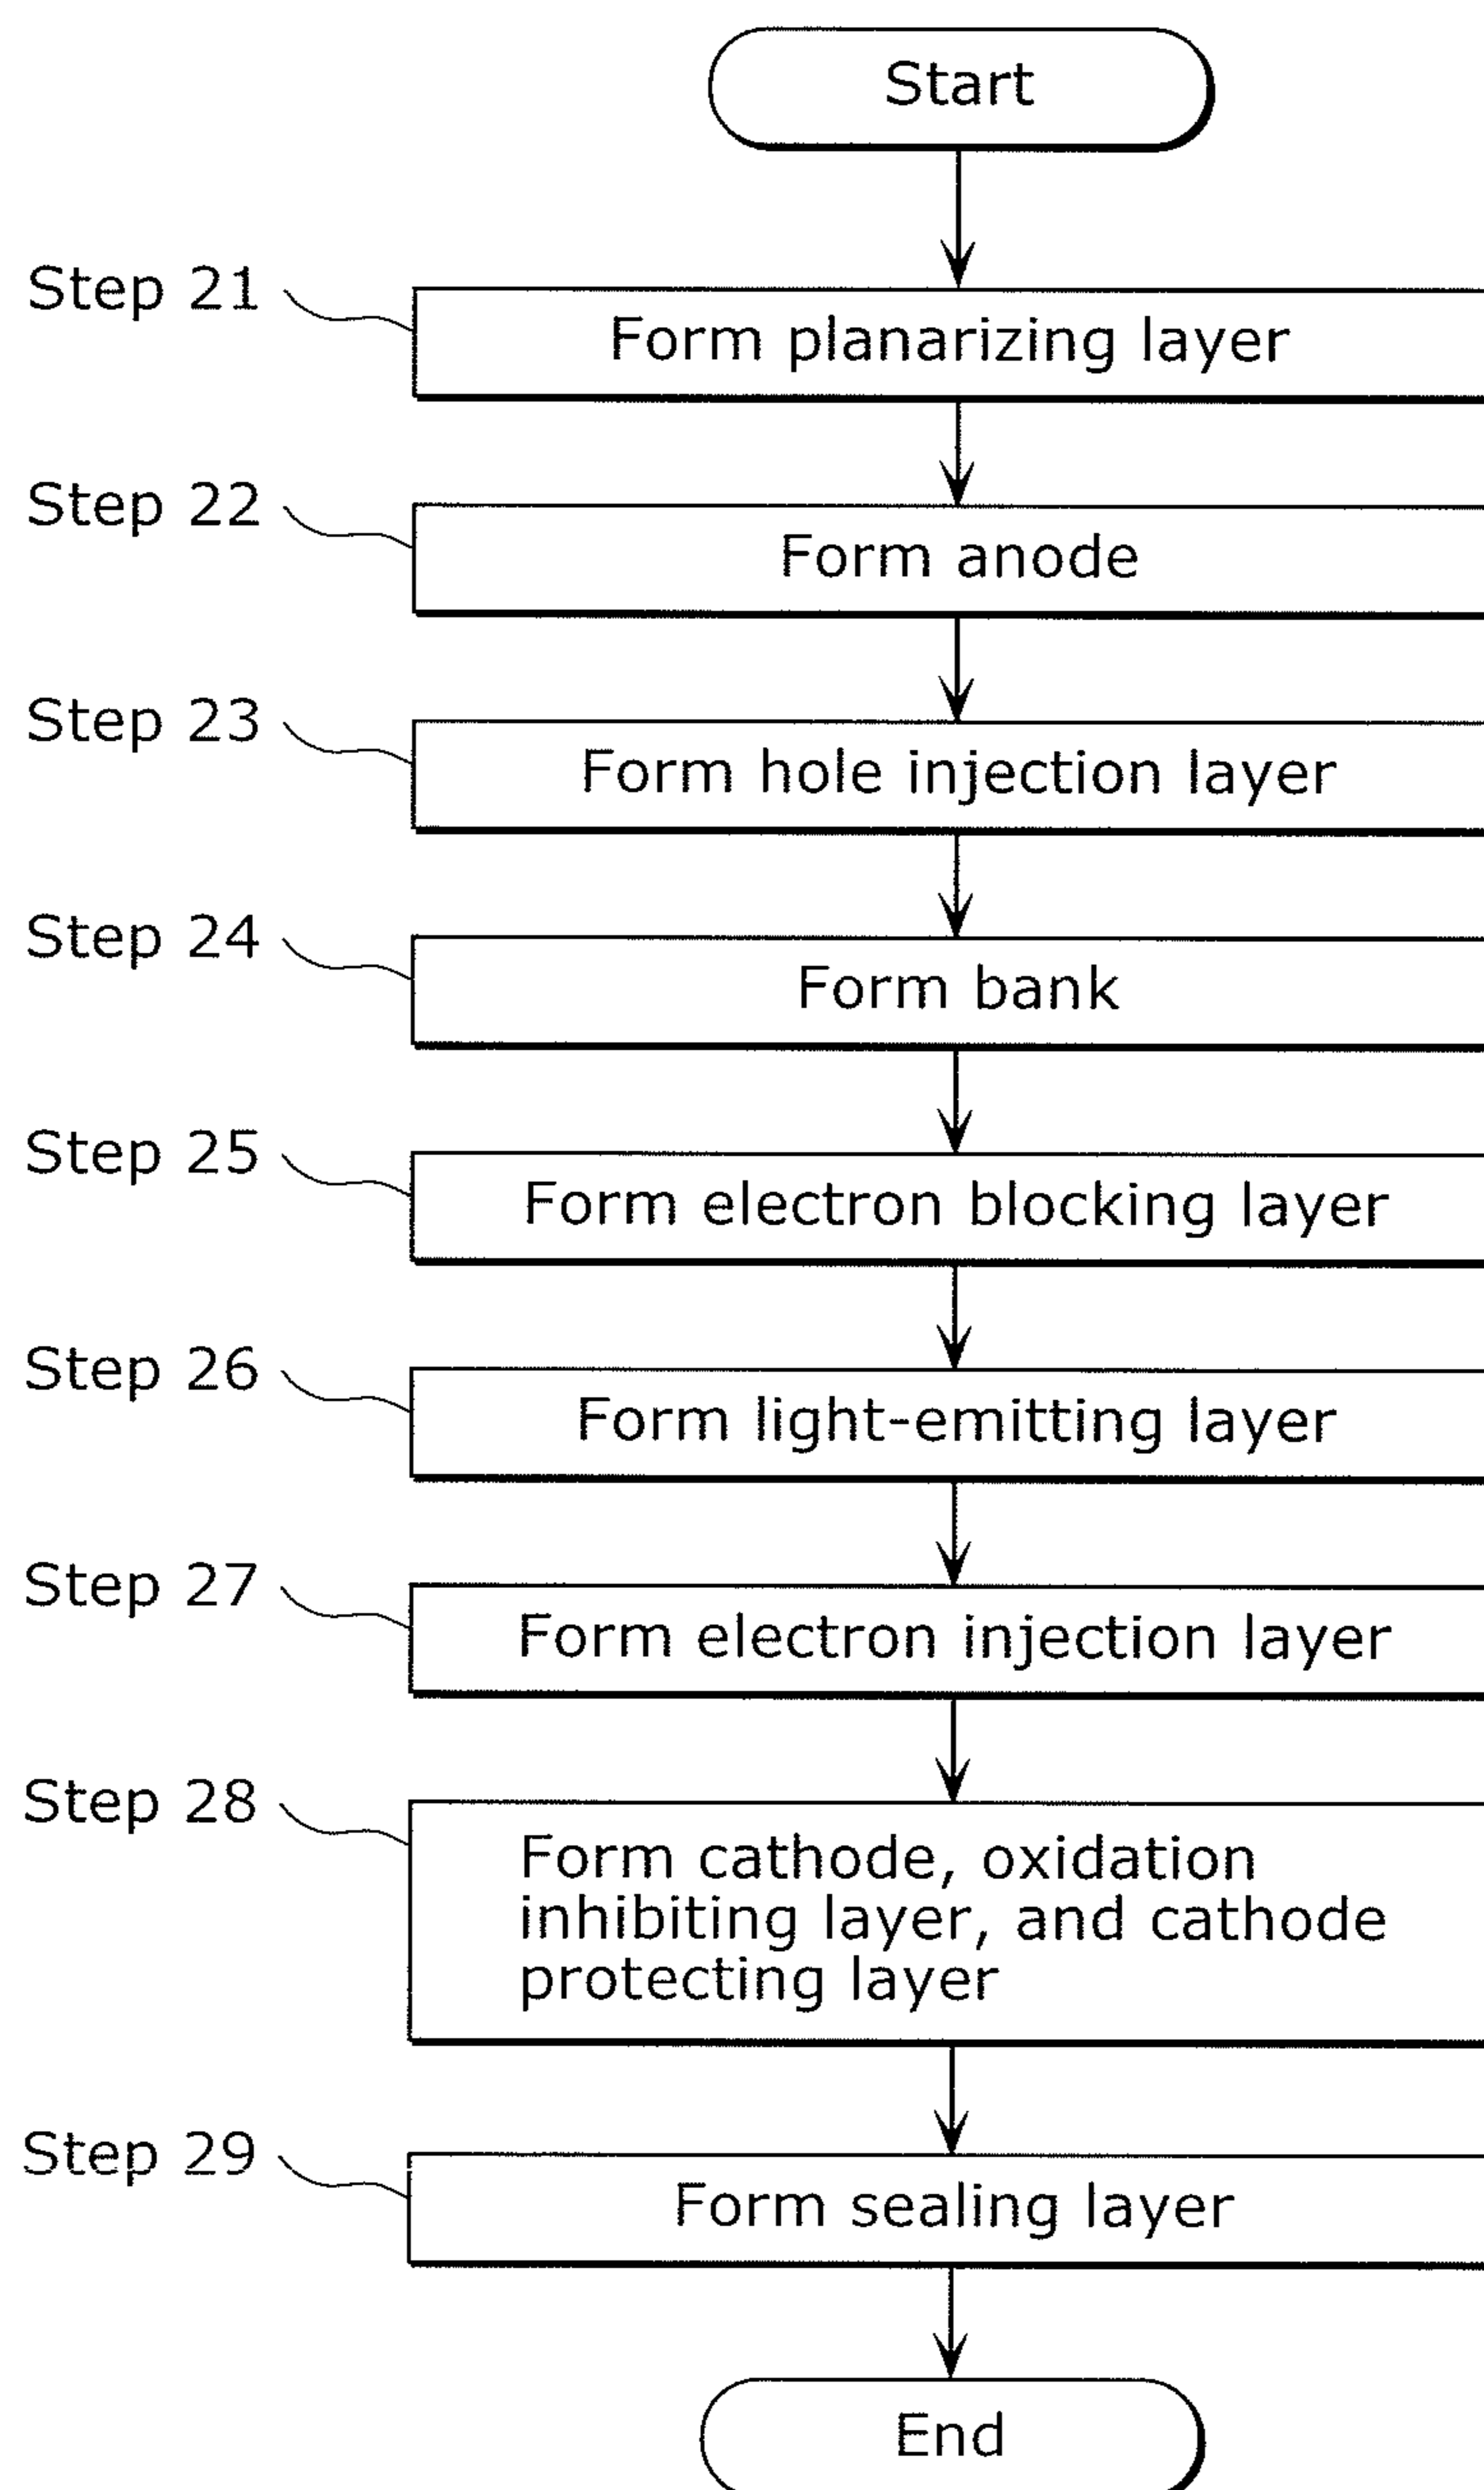 Start
Step 21
Form planarizing layer
Step 22
Form anode
Step 23
Form hole injection layer
Step 24
Form bank
Step 25
Form electron blocking layer
Step 26
Form light-emitting layer
Step 27
Form electron injection layer
Step 28
Form cathode, oxidation
inhibiting layer, and cathode
protecting layer
Step 29
Form sealing layer
End